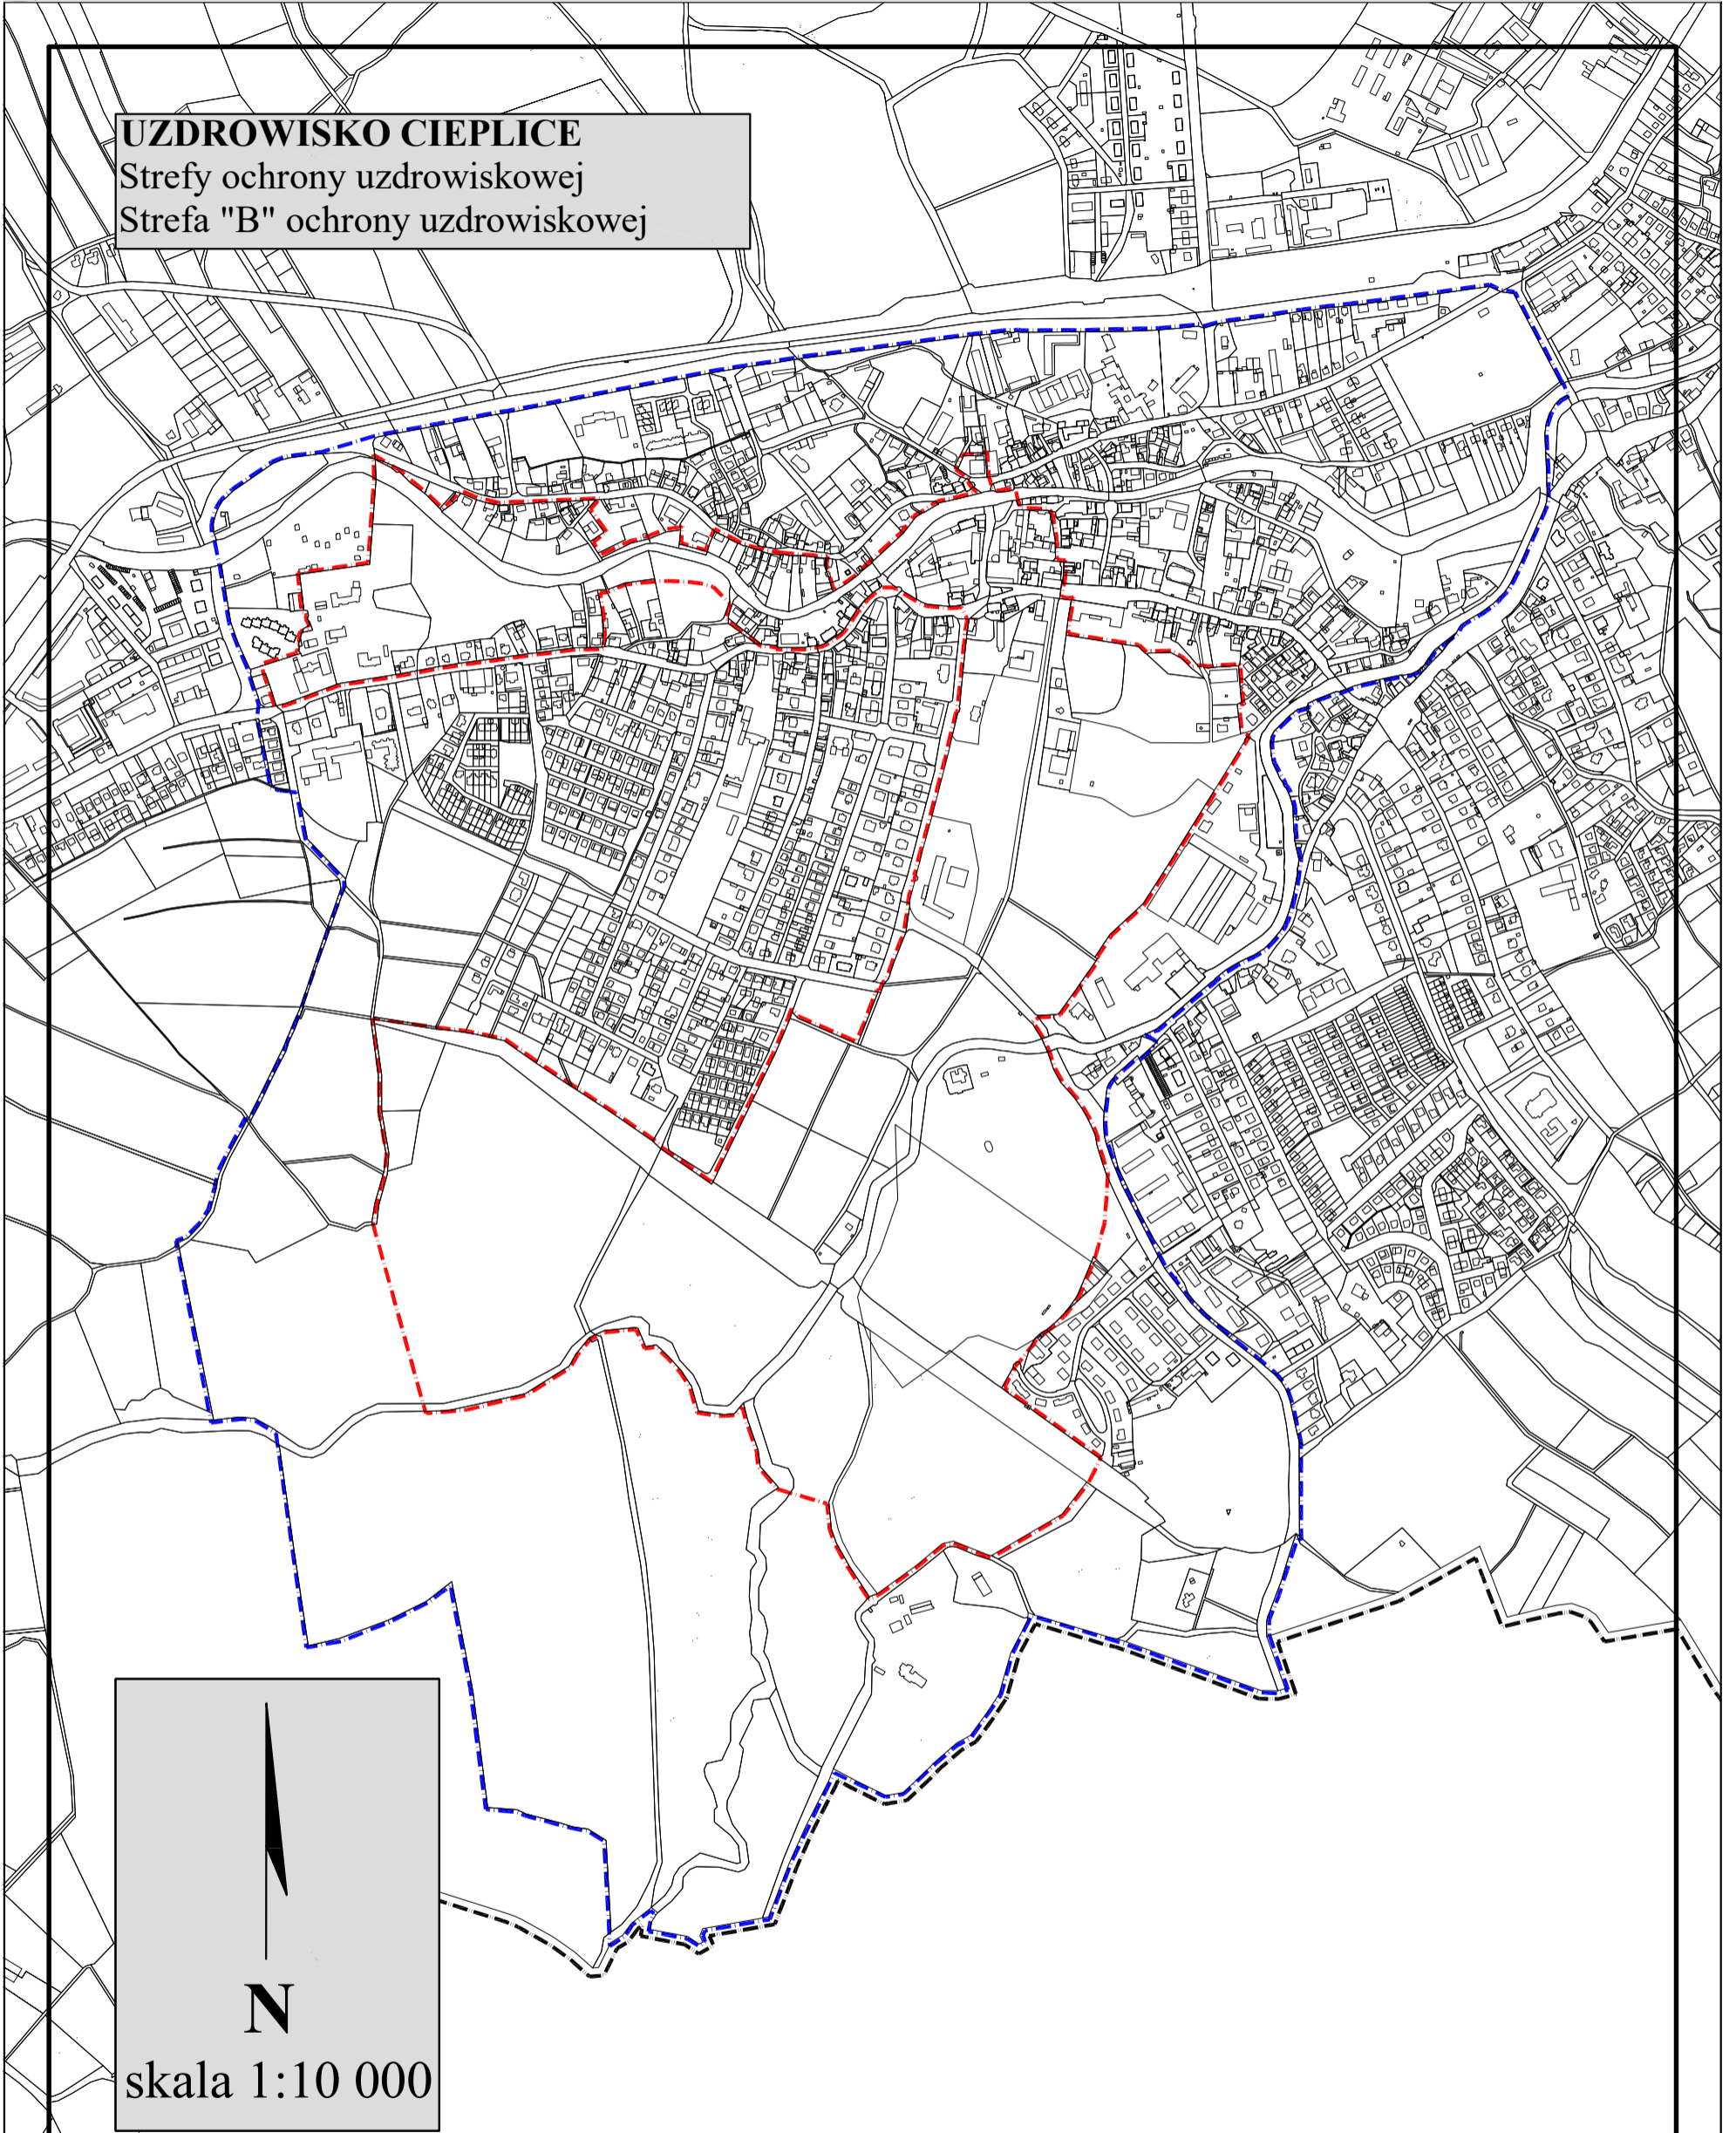 UZDROWISKO CIEPLICE
Strefy ochrony uzdrowiskowej
Strefa "B" ochrony uzdrowiskowej
N
skala 1:10 000